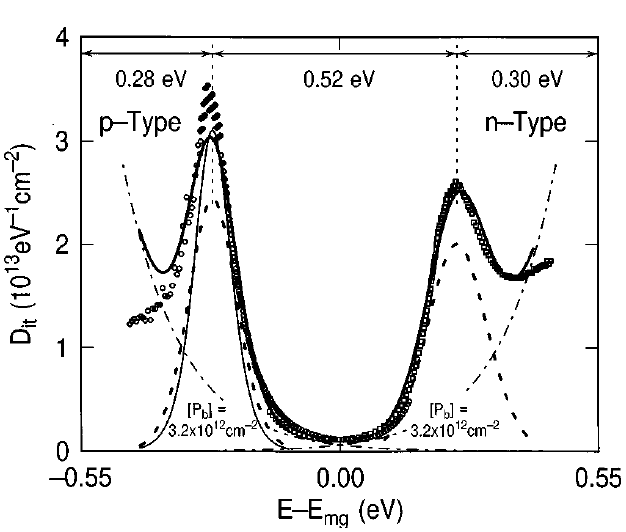 4
0.28 eV 0.52 eV 0.30 eV
p–Type n–Type
3
2
1
0
D_it (10^13 eV^–1 cm^–2)
[P_b] =
3.2x10^12 cm^–2
[P_b] =
3.2x10^12 cm^–2
–0.55 0.00 0.55
E–E_mg (eV)